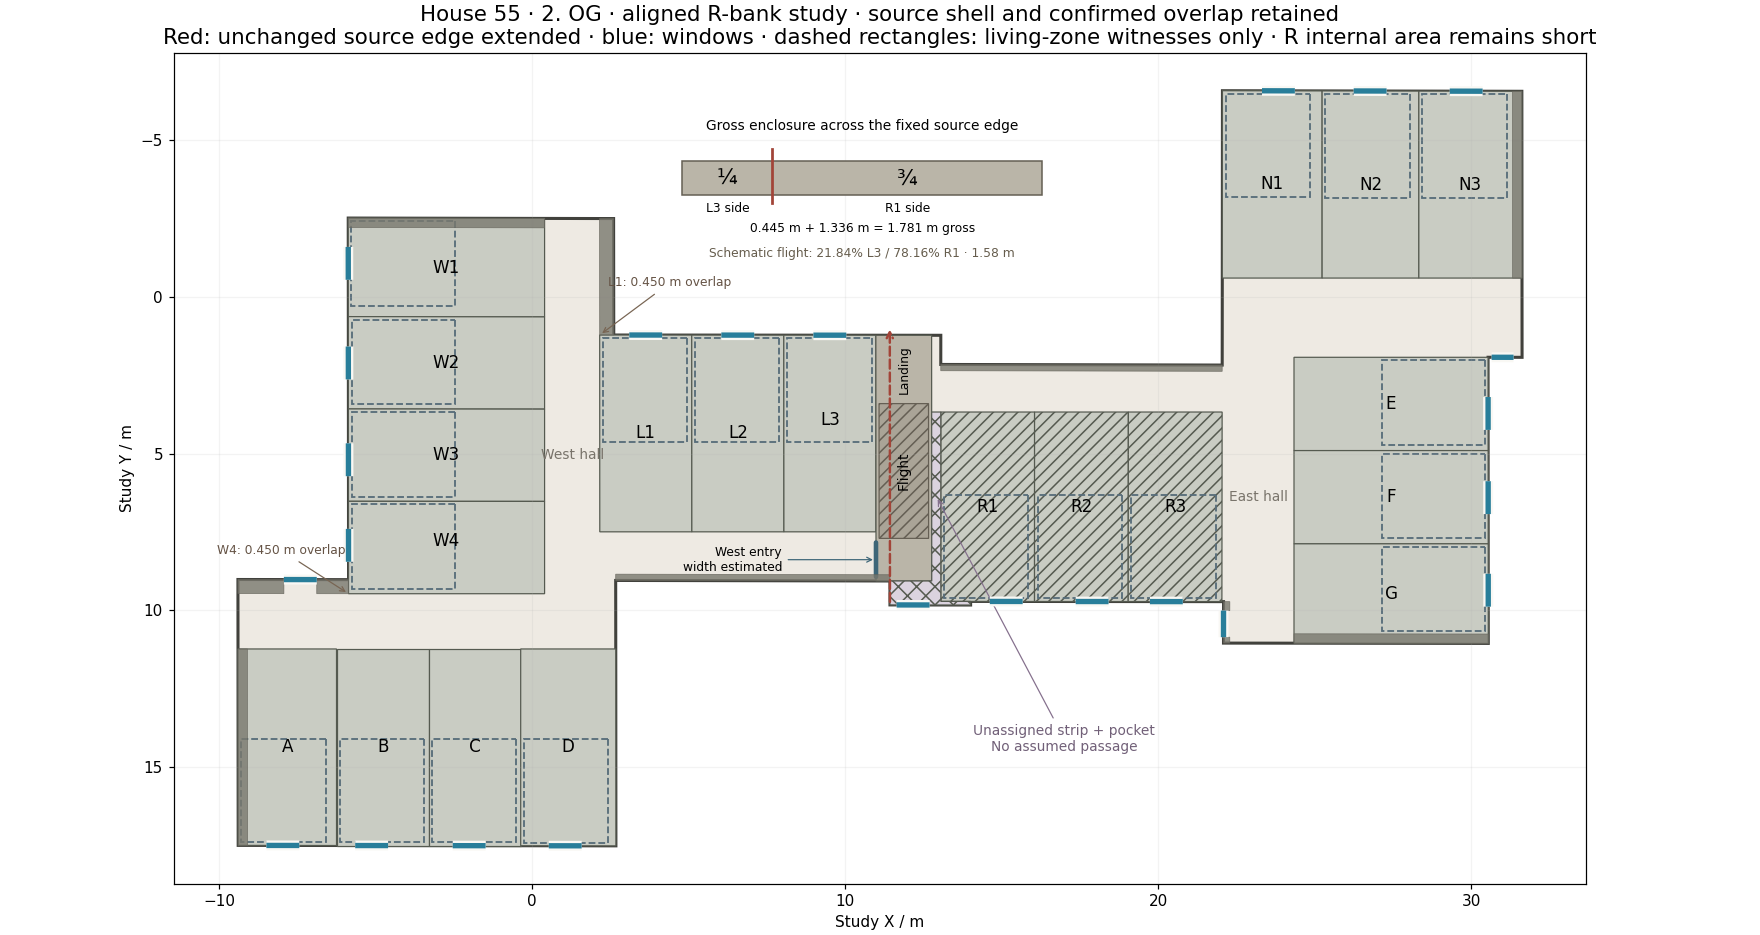 House 55 · 2. OG · aligned R-bank study · source shell and confirmed overlap retained
Red: unchanged source edge extended · blue: windows · dashed rectangles: living-zone witnesses only · R internal area remains short
Gross enclosure across the fixed source edge
¼ ¾
L3 side R1 side
0.445 m + 1.336 m = 1.781 m gross
Schematic flight: 21.84% L3 / 78.16% R1 · 1.58 m
L1: 0.450 m overlap
N1 N2 N3
W1
W2
W3
W4
West hall
L1 L2 L3
Landing
Flight
R1 R2 R3
East hall
E
F
G
W4: 0.450 m overlap
West entry
width estimated
Unassigned strip + pocket
No assumed passage
A B C D
−5
0
5
10
15
Study Y / m
−10 0 10 20 30
Study X / m